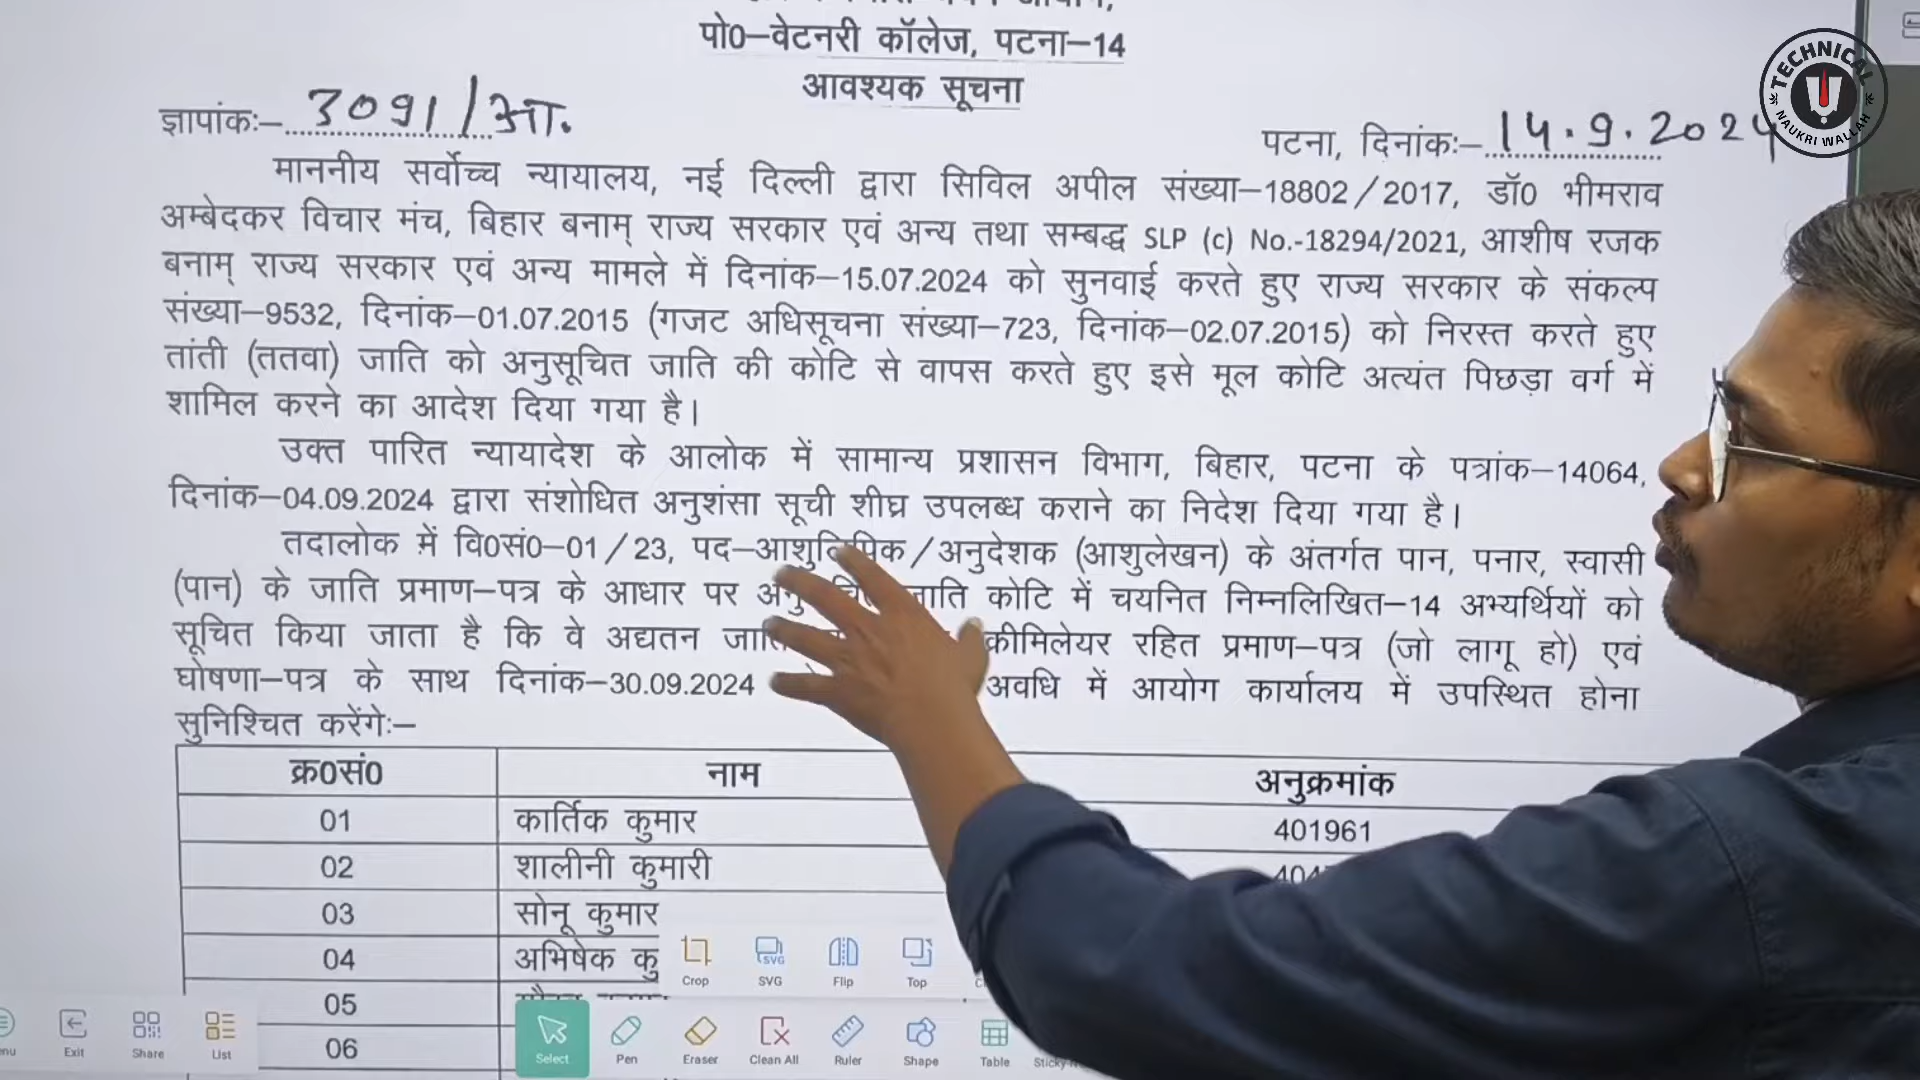 पो0–वेटनरी कॉलेज, पटना–14
आवश्यक सूचना
TECHNICAL
NAUKRI WALLAH
ज्ञापांकः–3091/आ.
पटना, दिनांकः–14.9.2024
माननीय सर्वोच्च न्यायालय, नई दिल्ली द्वारा सिविल अपील संख्या–18802/2017, डॉ0 भीमराव
अम्बेदकर विचार मंच, बिहार बनाम् राज्य सरकार एवं अन्य तथा सम्बद्ध SLP (c) No.-18294/2021, आशीष रजक
बनाम् राज्य सरकार एवं अन्य मामले में दिनांक–15.07.2024 को सुनवाई करते हुए राज्य सरकार के संकल्प
संख्या–9532, दिनांक–01.07.2015 (गजट अधिसूचना संख्या–723, दिनांक–02.07.2015) को निरस्त करते हुए
तांती (ततवा) जाति को अनुसूचित जाति की कोटि से वापस करते हुए इसे मूल कोटि अत्यंत पिछड़ा वर्ग में
शामिल करने का आदेश दिया गया है।
उक्त पारित न्यायादेश के आलोक में सामान्य प्रशासन विभाग, बिहार, पटना के पत्रांक–14064,
दिनांक–04.09.2024 द्वारा संशोधित अनुशंसा सूची शीघ्र उपलब्ध कराने का निदेश दिया गया है।
तदालोक में वि0सं0–01/23, पद–आशुलिपिक/अनुदेशक (आशुलेखन) के अंतर्गत पान, पनार, स्वासी
(पान) के जाति प्रमाण–पत्र के आधार पर जाति कोटि में चयनित निम्नलिखित–14 अभ्यर्थियों को
सूचित किया जाता है कि वे अद्यतन क्रीमिलेयर रहित प्रमाण–पत्र (जो लागू हो) एवं
घोषणा–पत्र के साथ दिनांक–30.09.2024 अवधि में आयोग कार्यालय में उपस्थित होना
सुनिश्चित करेंगेः–
क्र0सं0 नाम अनुक्रमांक
01 कार्तिक कुमार 401961
02 शालीनी कुमारी
03 सोनू कुमार
04 अभिषेक
05
06
Crop SVG Flip Top
Exit Share List Select Pen Eraser Clean All Ruler Shape Table